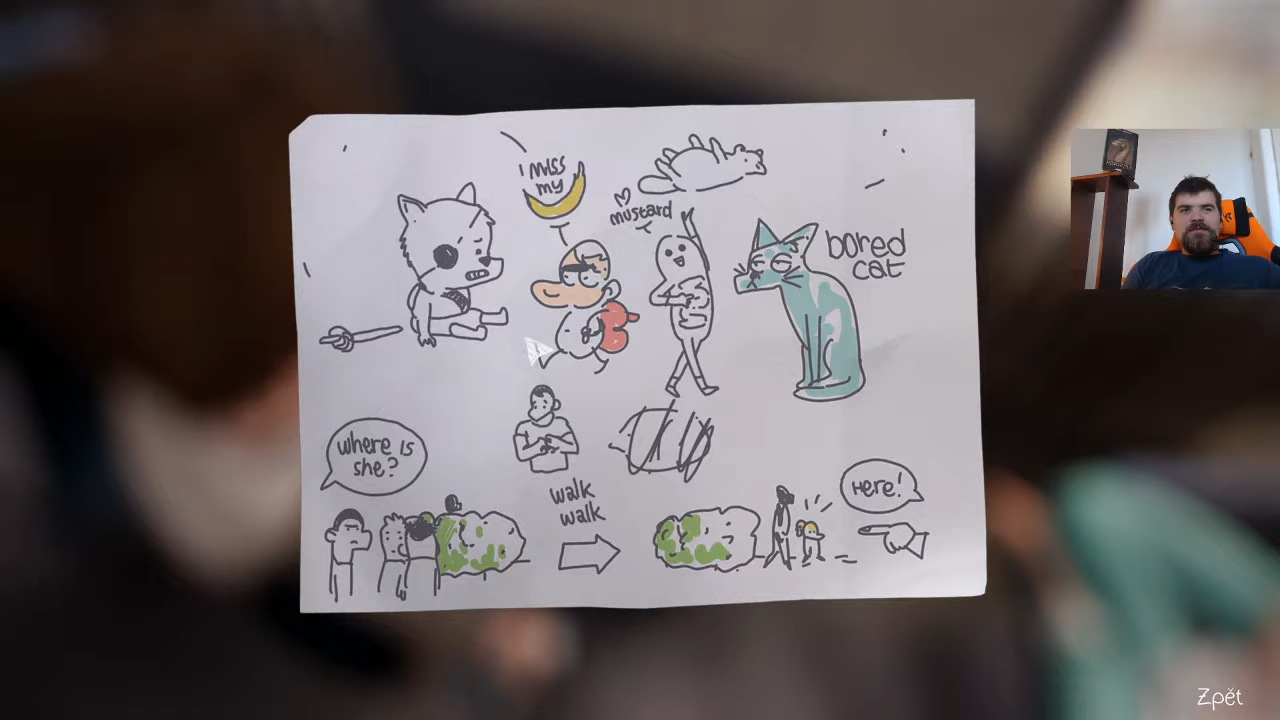 I MISS
MY
mustard
bored
cat
where is
she?
walk
walk
Here!
Zpět